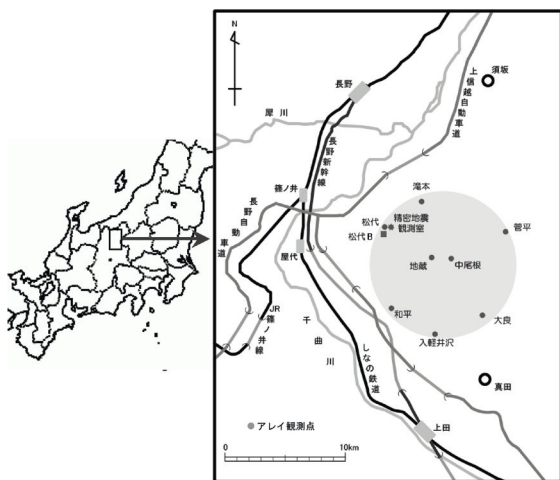 N
長野
須坂
上信越自動車道
犀川
長野新幹線
滝本
篠ノ井
長野自動車道
松代
精密地震
観測室
松代B
菅平
屋代
地蔵
中尾根
JR篠ノ井線
千曲川
和平
大良
入軽井沢
しなの鉄道
真田
上田
アレイ観測点
0
10km